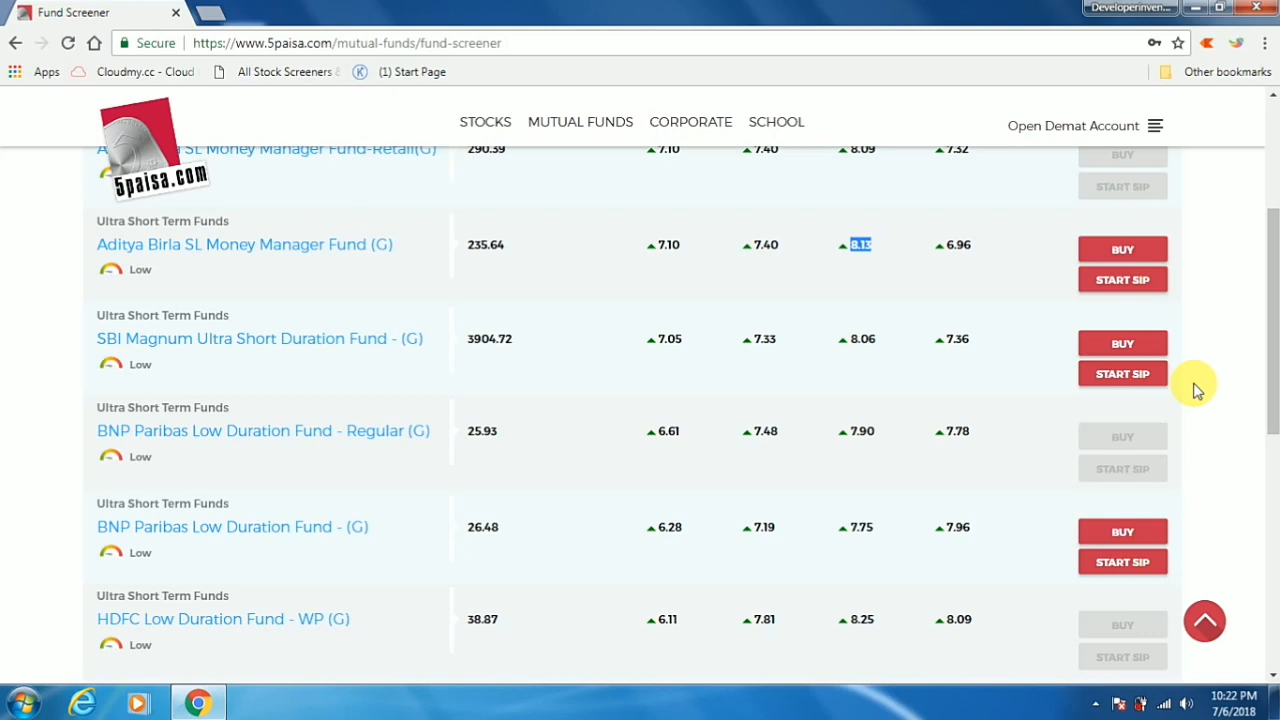 Fund Screener
Developerinven...
Secure
https://www.5paisa.com/mutual-funds/fund-screener
Apps
Cloudmy.cc - Cloud
All Stock Screeners &
(1) Start Page
Other bookmarks
5paisa.com
STOCKS
MUTUAL FUNDS
CORPORATE
SCHOOL
Open Demat Account
SL Money Manager Fund-Retail(G)
290.39 7.10 7.40 8.09 7.32
BUY
START SIP
Ultra Short Term Funds
Aditya Birla SL Money Manager Fund (G)
Low
235.64 7.10 7.40 8.13 6.96
BUY
START SIP
Ultra Short Term Funds
SBI Magnum Ultra Short Duration Fund - (G)
Low
3904.72 7.05 7.33 8.06 7.36
BUY
START SIP
Ultra Short Term Funds
BNP Paribas Low Duration Fund - Regular (G)
Low
25.93 6.61 7.48 7.90 7.78
BUY
START SIP
Ultra Short Term Funds
BNP Paribas Low Duration Fund - (G)
Low
26.48 6.28 7.19 7.75 7.96
BUY
START SIP
Ultra Short Term Funds
HDFC Low Duration Fund - WP (G)
Low
38.87 6.11 7.81 8.25 8.09
BUY
START SIP
10:22 PM
7/6/2018